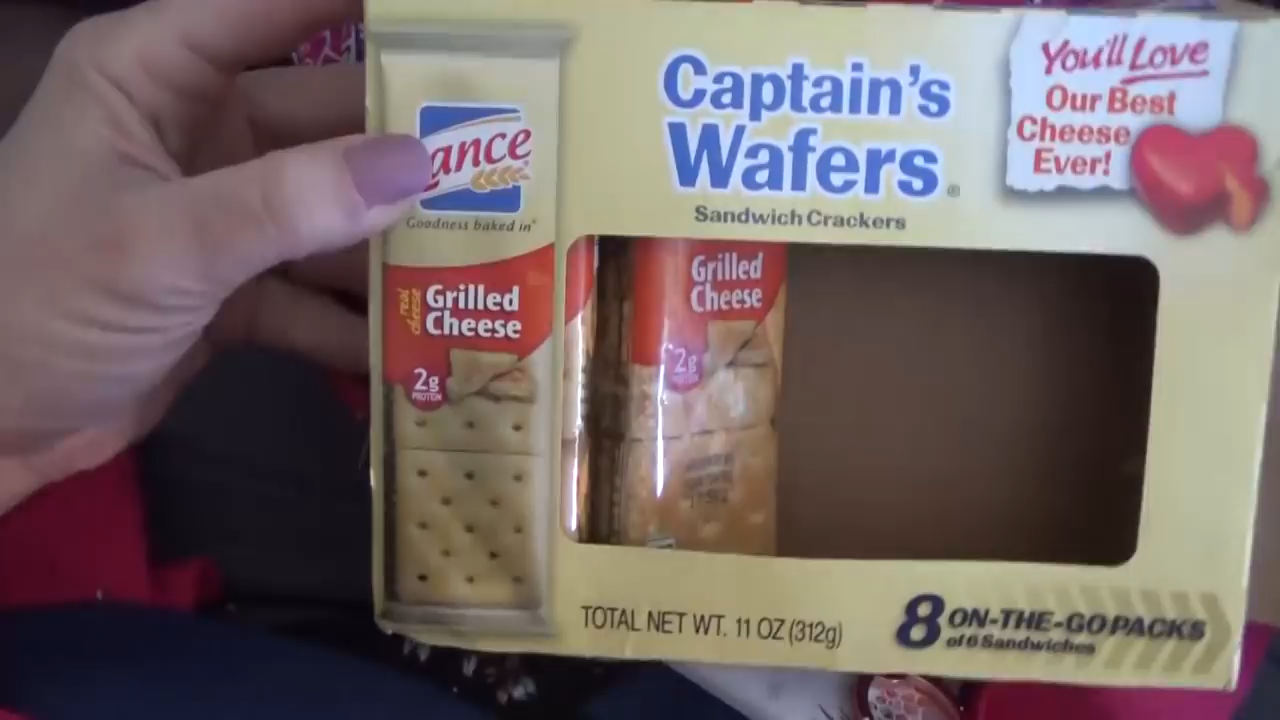 ance
Goodness baked in
real
cheese
Grilled
Cheese
2g
PROTEIN
Captain's
Wafers®
Sandwich Crackers
You'll Love
Our Best
Cheese
Ever!
Grilled
Cheese
2g
TOTAL NET WT. 11 OZ (312g)
8 ON-THE-GO PACKS
of 6 Sandwiches